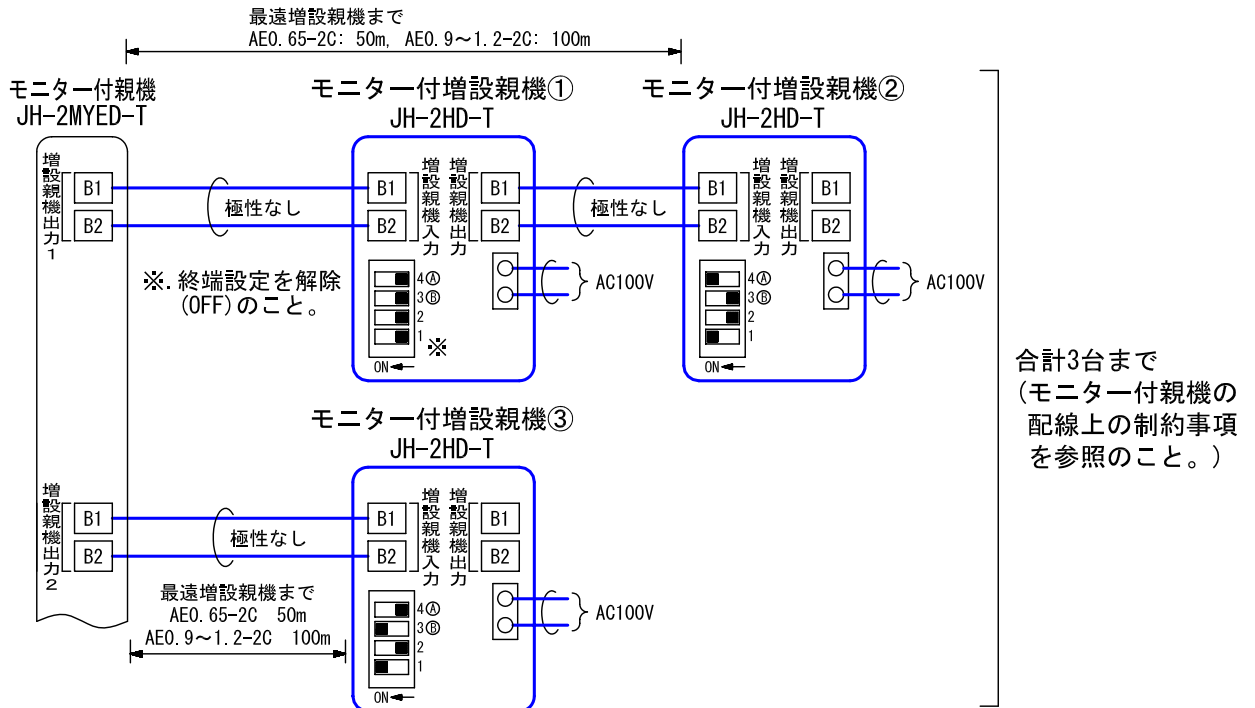 最遠増設親機まで
AE0.65-2C: 50m, AE0.9～1.2-2C: 100m
モニター付親機
JH-2MYED-T
モニター付増設親機①
JH-2HD-T
モニター付増設親機②
JH-2HD-T
増設親機出力1
B1
B2
極性なし
B1
B2
増設親機入力
増設親機出力
B1
B2
極性なし
B1
B2
増設親機入力
増設親機出力
B1
B2
※.終端設定を解除
(OFF)のこと。
4Ⓐ
3Ⓑ
2
1
※
ON
AC100V
4Ⓐ
3Ⓑ
2
1
ON
AC100V
合計3台まで
(モニター付親機の
配線上の制約事項
を参照のこと。)
モニター付増設親機③
JH-2HD-T
増設親機出力2
B1
B2
極性なし
B1
B2
増設親機入力
増設親機出力
B1
B2
最遠増設親機まで
AE0.65-2C 50m
AE0.9～1.2-2C 100m
4Ⓐ
3Ⓑ
2
1
ON
AC100V